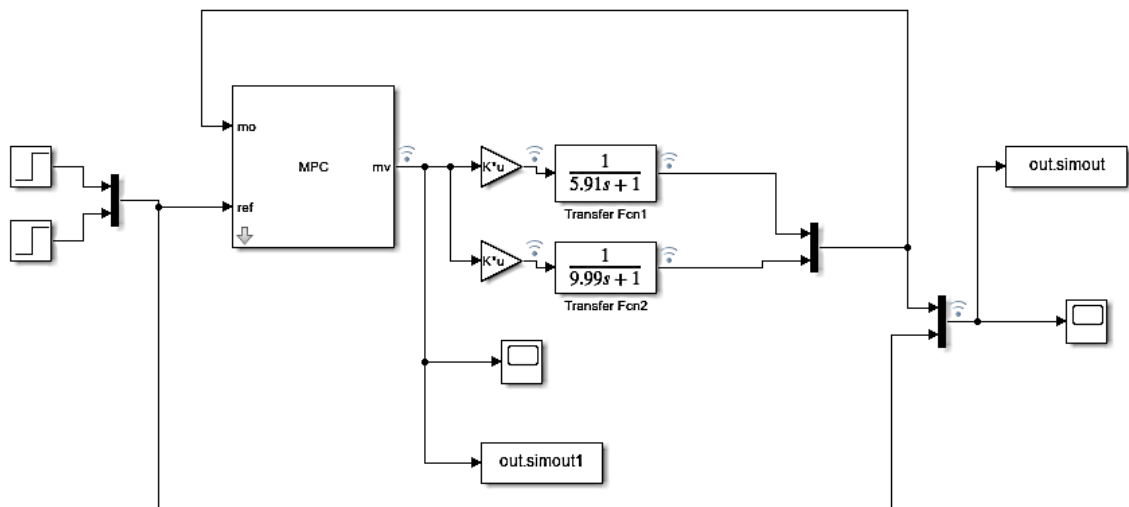 mo
MPC
mv
ref
K*u
1
5.91s + 1
Transfer Fcn1
K*u
1
9.99s + 1
Transfer Fcn2
out.simout
out.simout1